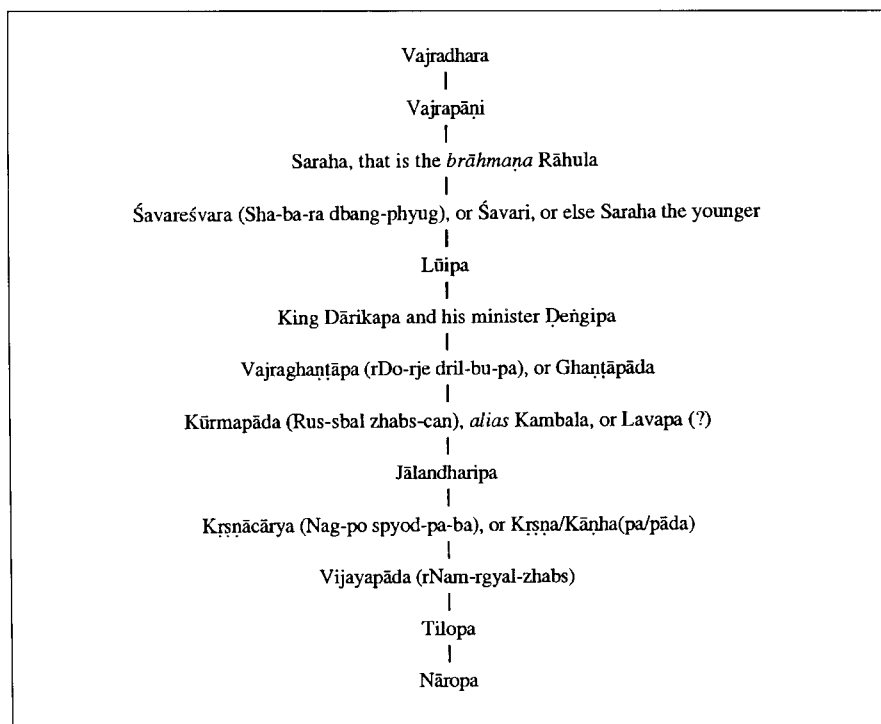 Vajradhara
|
Vajrapāṇi
|
Saraha, that is the brāhmaṇa Rāhula
|
Śavareśvara (Sha-ba-ra dbang-phyug), or Śavari, or else Saraha the younger
|
Lūipa
|
King Dārikapa and his minister Ḍeṅgipa
|
Vajraghaṇṭāpa (rDo-rje dril-bu-pa), or Ghaṇṭāpāda
|
Kūrmapāda (Rus-sbal zhabs-can), alias Kambala, or Lavapa (?)
|
Jālandharipa
|
Kṛṣṇācārya (Nag-po spyod-pa-ba), or Kṛṣṇa/Kāṇha(pa/pāda)
|
Vijayapāda (rNam-rgyal-zhabs)
|
Tilopa
|
Nāropa